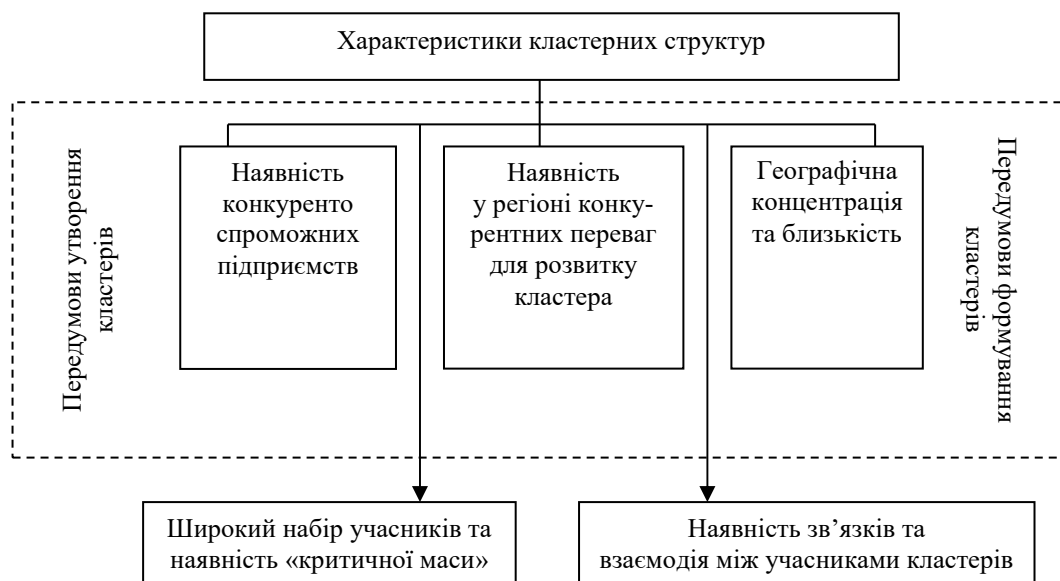 Характеристики кластерних структур
Передумови утворення
кластерів
Наявність
конкуренто
спроможних
підприємств
Наявність
у регіоні конку-
рентних переваг
для розвитку
кластера
Географічна
концентрація
та близькість
Передумови формування
кластерів
Широкий набір учасників та
наявність «критичної маси»
Наявність зв’язків та
взаємодія між учасниками кластерів